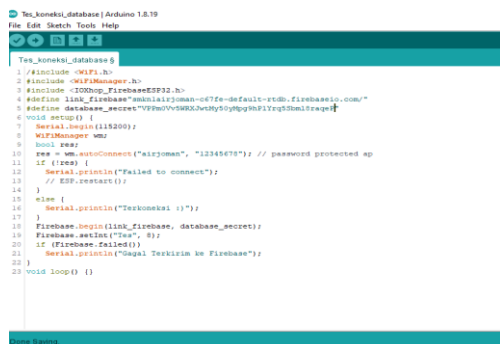 Tes_koneksi_database | Arduino 1.8.19
File Edit Sketch Tools Help
Tes_koneksi_database §
1 /#include <WiFi.h>
2 #include <WiFiManager.h>
3 #include <IOXhop_FirebaseESP32.h>
4 #define link_firebase"smkn1airjoman-c67fe-default-rtdb.firebaseio.com/"
5 #define database_secret
6 void setup() {
7 Serial.begin(115200);
8 WiFiManager wm;
9 bool res;
10 res = wm.autoConnect("airjoman", "12345678"); // password protected ap
11 if (!res) {
12 Serial.println("Failed to connect");
13 // ESP.restart();
14 }
15 else {
16 Serial.println("Terkoneksi :)");
17 }
18 Firebase.begin(link_firebase, database_secret);
19 Firebase.setInt("Tes", 8);
20 if (Firebase.failed())
21 Serial.println("Gagal Terkirim ke Firebase");
22 }
23 void loop() {}
Done Saving.